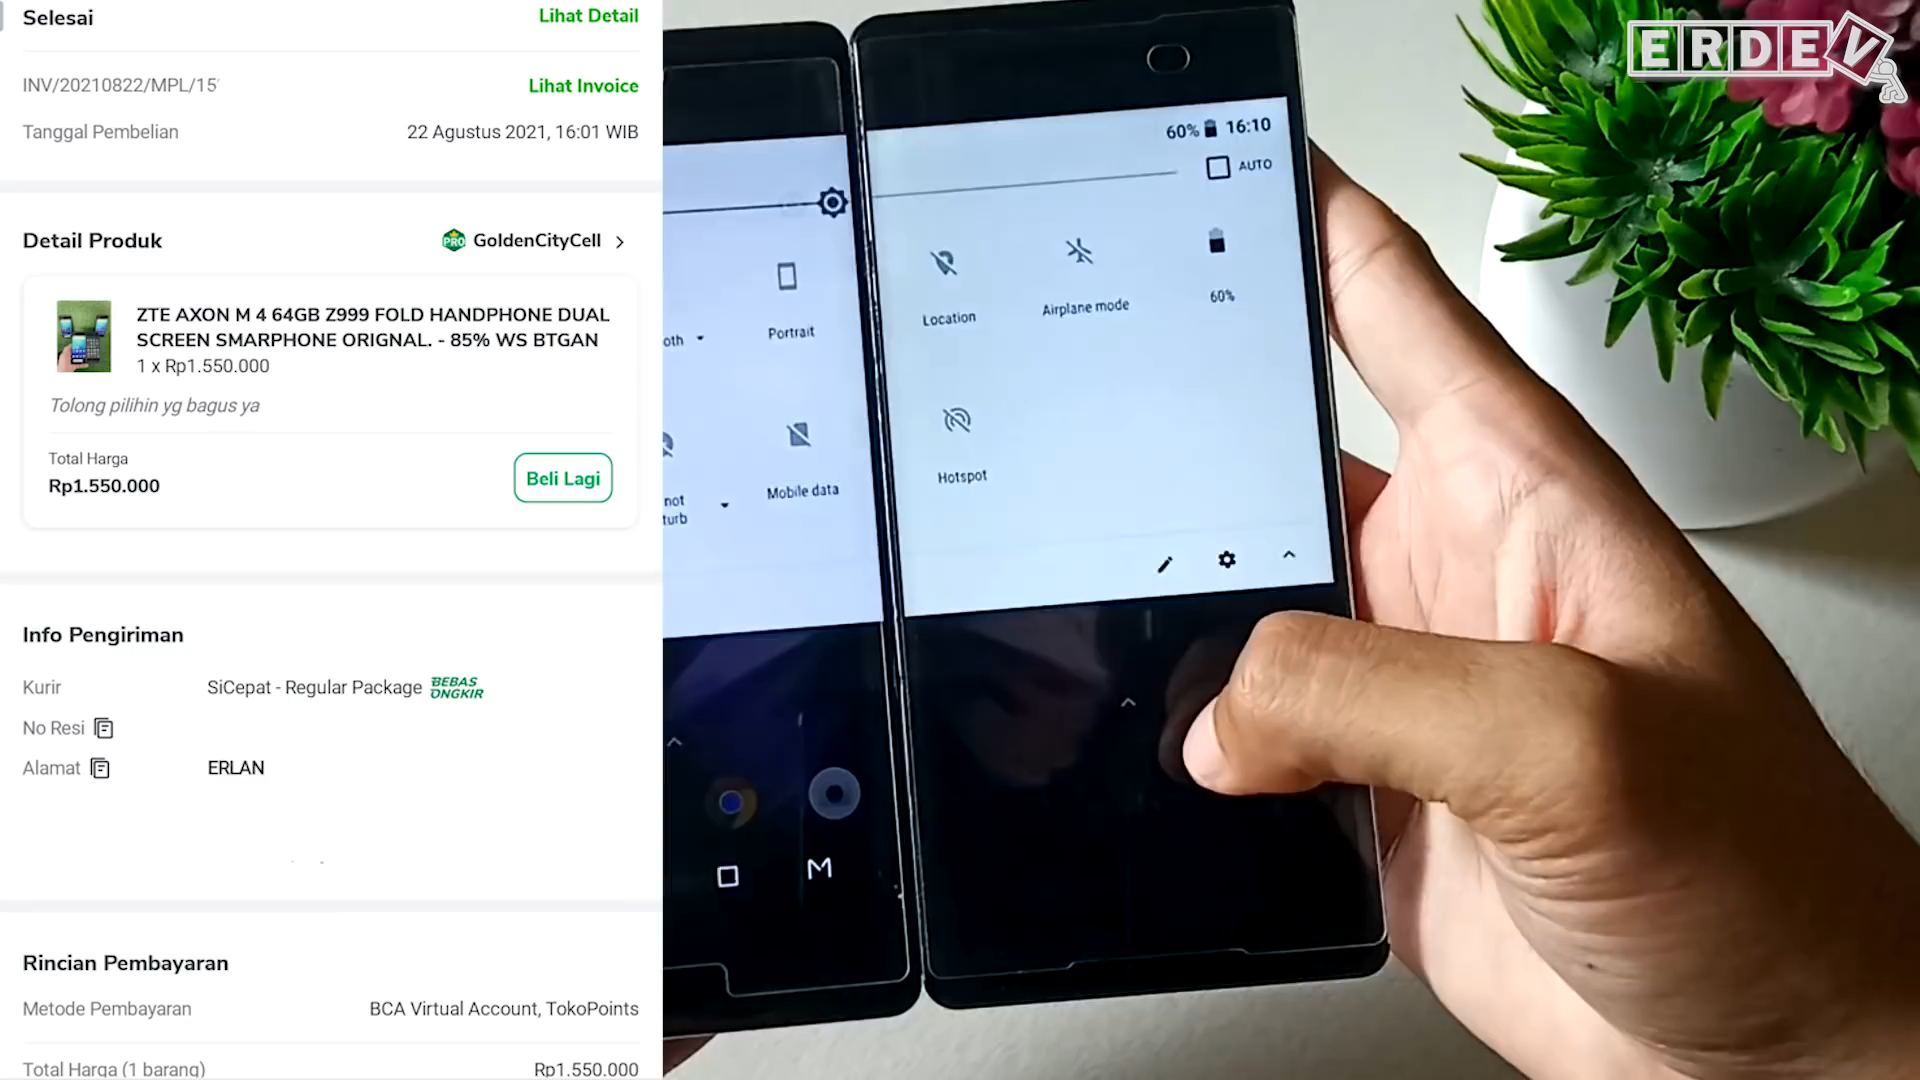 Selesai
Lihat Detail
INV/20210822/MPL/15
Lihat Invoice
Tanggal Pembelian
22 Agustus 2021, 16:01 WIB
Detail Produk
PRO GoldenCityCell
ZTE AXON M 4 64GB Z999 FOLD HANDPHONE DUAL
SCREEN SMARPHONE ORIGNAL. - 85% WS BTGAN
1 x Rp1.550.000
Tolong pilihin yg bagus ya
Total Harga
Rp1.550.000
Beli Lagi
Info Pengiriman
Kurir
SiCepat - Regular Package
BEBAS
ONGKIR
No Resi
Alamat
ERLAN
Rincian Pembayaran
Metode Pembayaran
BCA Virtual Account, TokoPoints
Total Harga (1 barang)
Rp1.550.000
60% 16:10
AUTO
oth
Portrait
Location
Airplane mode
60%
not
turb
Mobile data
Hotspot
M
ERDEV